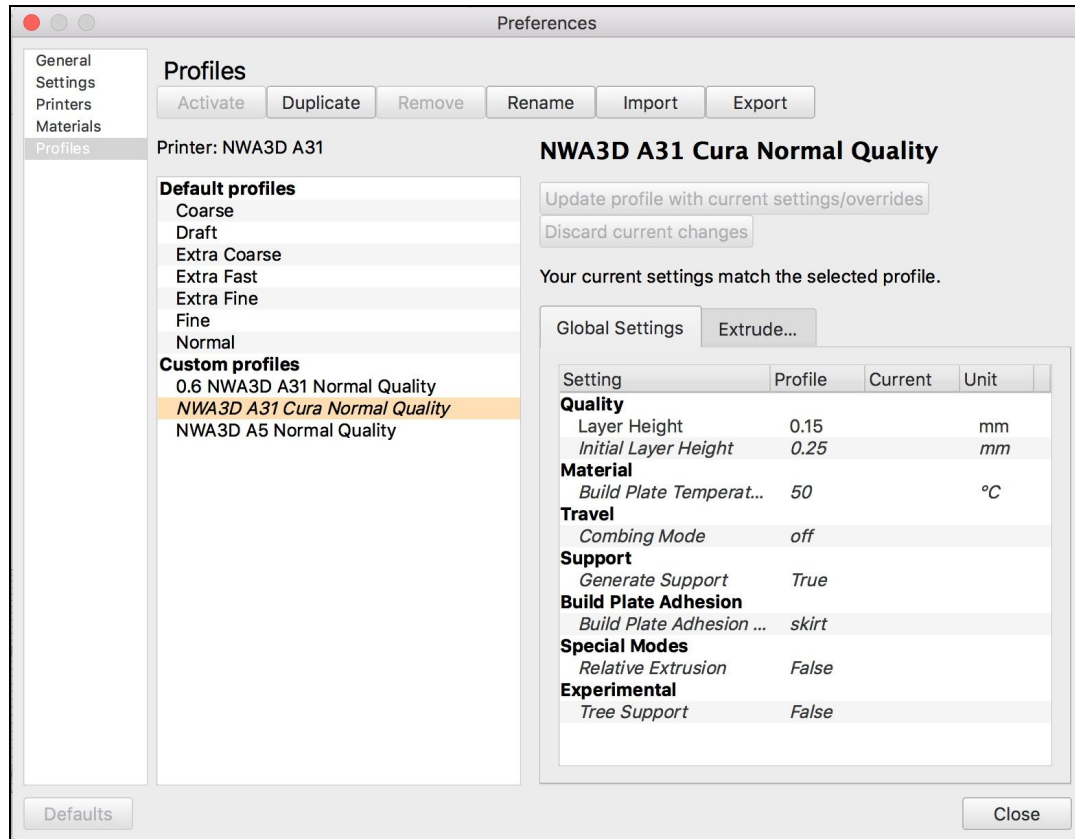 Preferences
General
Settings
Printers
Materials
Profiles
Profiles
Activate Duplicate Remove Rename Import Export
Printer: NWA3D A31
Default profiles
Coarse
Draft
Extra Coarse
Extra Fast
Extra Fine
Fine
Normal
Custom profiles
0.6 NWA3D A31 Normal Quality
NWA3D A31 Cura Normal Quality
NWA3D A5 Normal Quality
NWA3D A31 Cura Normal Quality
Update profile with current settings/overrides
Discard current changes
Your current settings match the selected profile.
Global Settings Extrude...
Setting Profile Current Unit
Quality
Layer Height 0.15 mm
Initial Layer Height 0.25 mm
Material
Build Plate Temperat... 50 °C
Travel
Combing Mode off
Support
Generate Support True
Build Plate Adhesion
Build Plate Adhesion ... skirt
Special Modes
Relative Extrusion False
Experimental
Tree Support False
Defaults Close